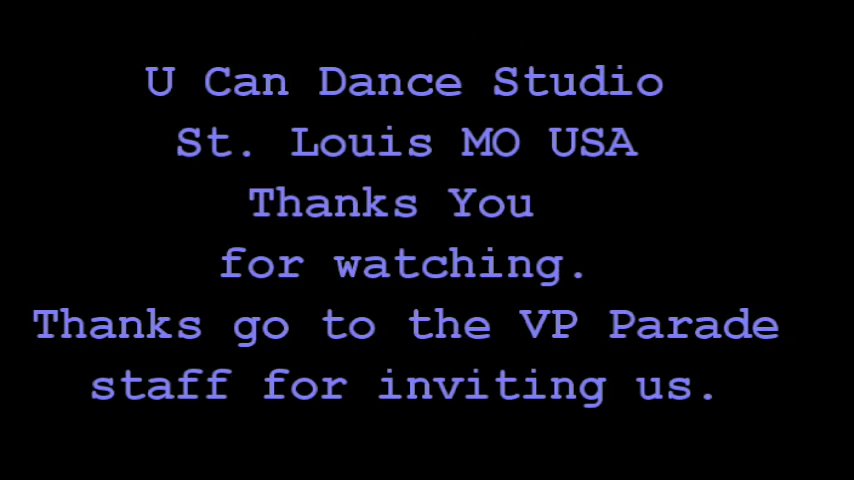 U Can Dance Studio
St. Louis MO USA
Thanks You
for watching.
Thanks go to the VP Parade
staff for inviting us.